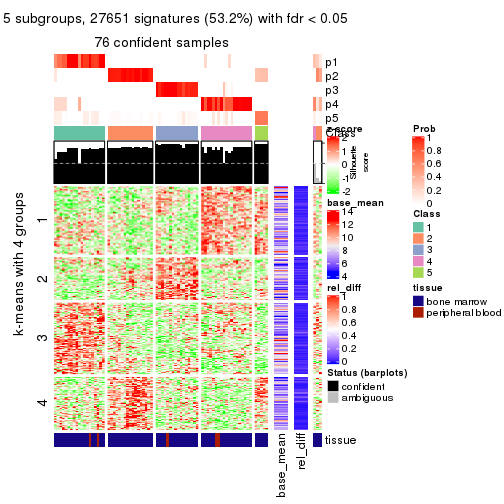 5 subgroups, 27651 signatures (53.2%) with fdr < 0.05
76 confident samples
p1
p2
p3
p4
p5
Class
z-score
2
1
0
-1
-2
Silhouette
score
Prob
1
0.8
0.6
0.4
0.2
0
k-means with 4 groups
1
2
3
4
base_mean
14
12
10
8
6
4
Class
1
2
3
4
5
rel_diff
1
0.8
0.6
0.4
0.2
0
tissue
bone marrow
peripheral blood
Status (barplots)
confident
ambiguous
tissue
base_mean
rel_diff